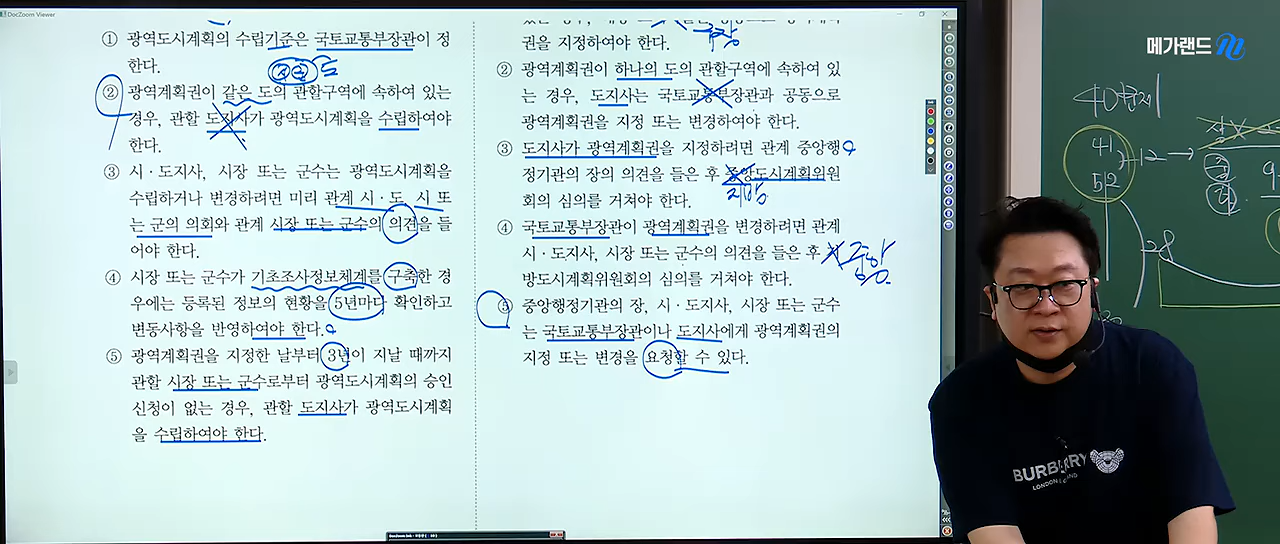 DocZoom Viewer
① 광역도시계획의 수립기준은 국토교통부장관이 정
한다.
② 광역계획권이 같은 도의 관할구역에 속하여 있는
경우, 관할 도지사가 광역도시계획을 수립하여야
한다.
③ 시·도지사, 시장 또는 군수는 광역도시계획을
수립하거나 변경하려면 미리 관계 시·도, 시 또
는 군의 의회와 관계 시장 또는 군수의 의견을 들
어야 한다.
④ 시장 또는 군수가 기초조사정보체계를 구축한 경
우에는 등록된 정보의 현황을 5년마다 확인하고
변동사항을 반영하여야 한다.
⑤ 광역계획권을 지정한 날부터 3년이 지날 때까지
관할 시장 또는 군수로부터 광역도시계획의 승인
신청이 없는 경우, 관할 도지사가 광역도시계획
을 수립하여야 한다.
권을 지정하여야 한다.
② 광역계획권이 하나의 도의 관할구역에 속하여 있
는 경우, 도지사는 국토교통부장관과 공동으로
광역계획권을 지정 또는 변경하여야 한다.
③ 도지사가 광역계획권을 지정하려면 관계 중앙행
정기관의 장의 의견을 들은 후 중앙도시계획위원
지방
회의 심의를 거쳐야 한다.
④ 국토교통부장관이 광역계획권을 변경하려면 관계
시·도지사, 시장 또는 군수의 의견을 들은 후
중앙
방도시계획위원회의 심의를 거쳐야 한다.
⑤ 중앙행정기관의 장, 시·도지사, 시장 또는 군수
는 국토교통부장관이나 도지사에게 광역계획권의
지정 또는 변경을 요청할 수 있다.
메가랜드
40
41
12
52
28
BURBERRY